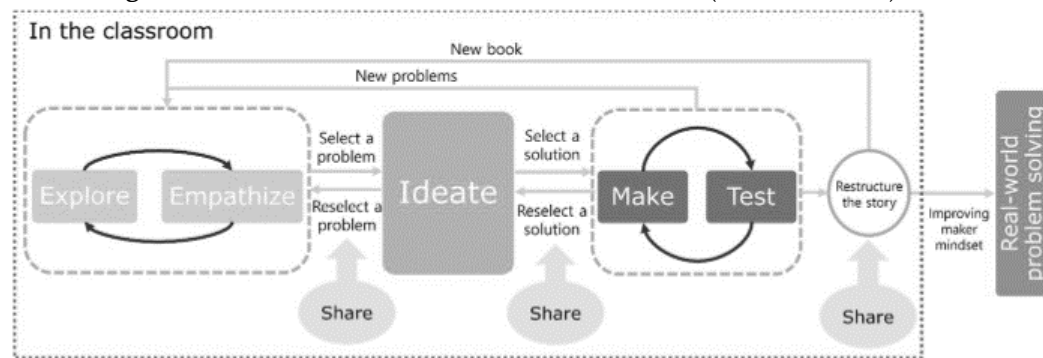 In the classroom
New book
New problems
Explore
Empathize
Select a
problem
Reselect a
problem
Ideate
Select a
solution
Reselect a
solution
Make
Test
Restructure
the story
Improving
maker
mindset
Real-world
problem solving
Share
Share
Share